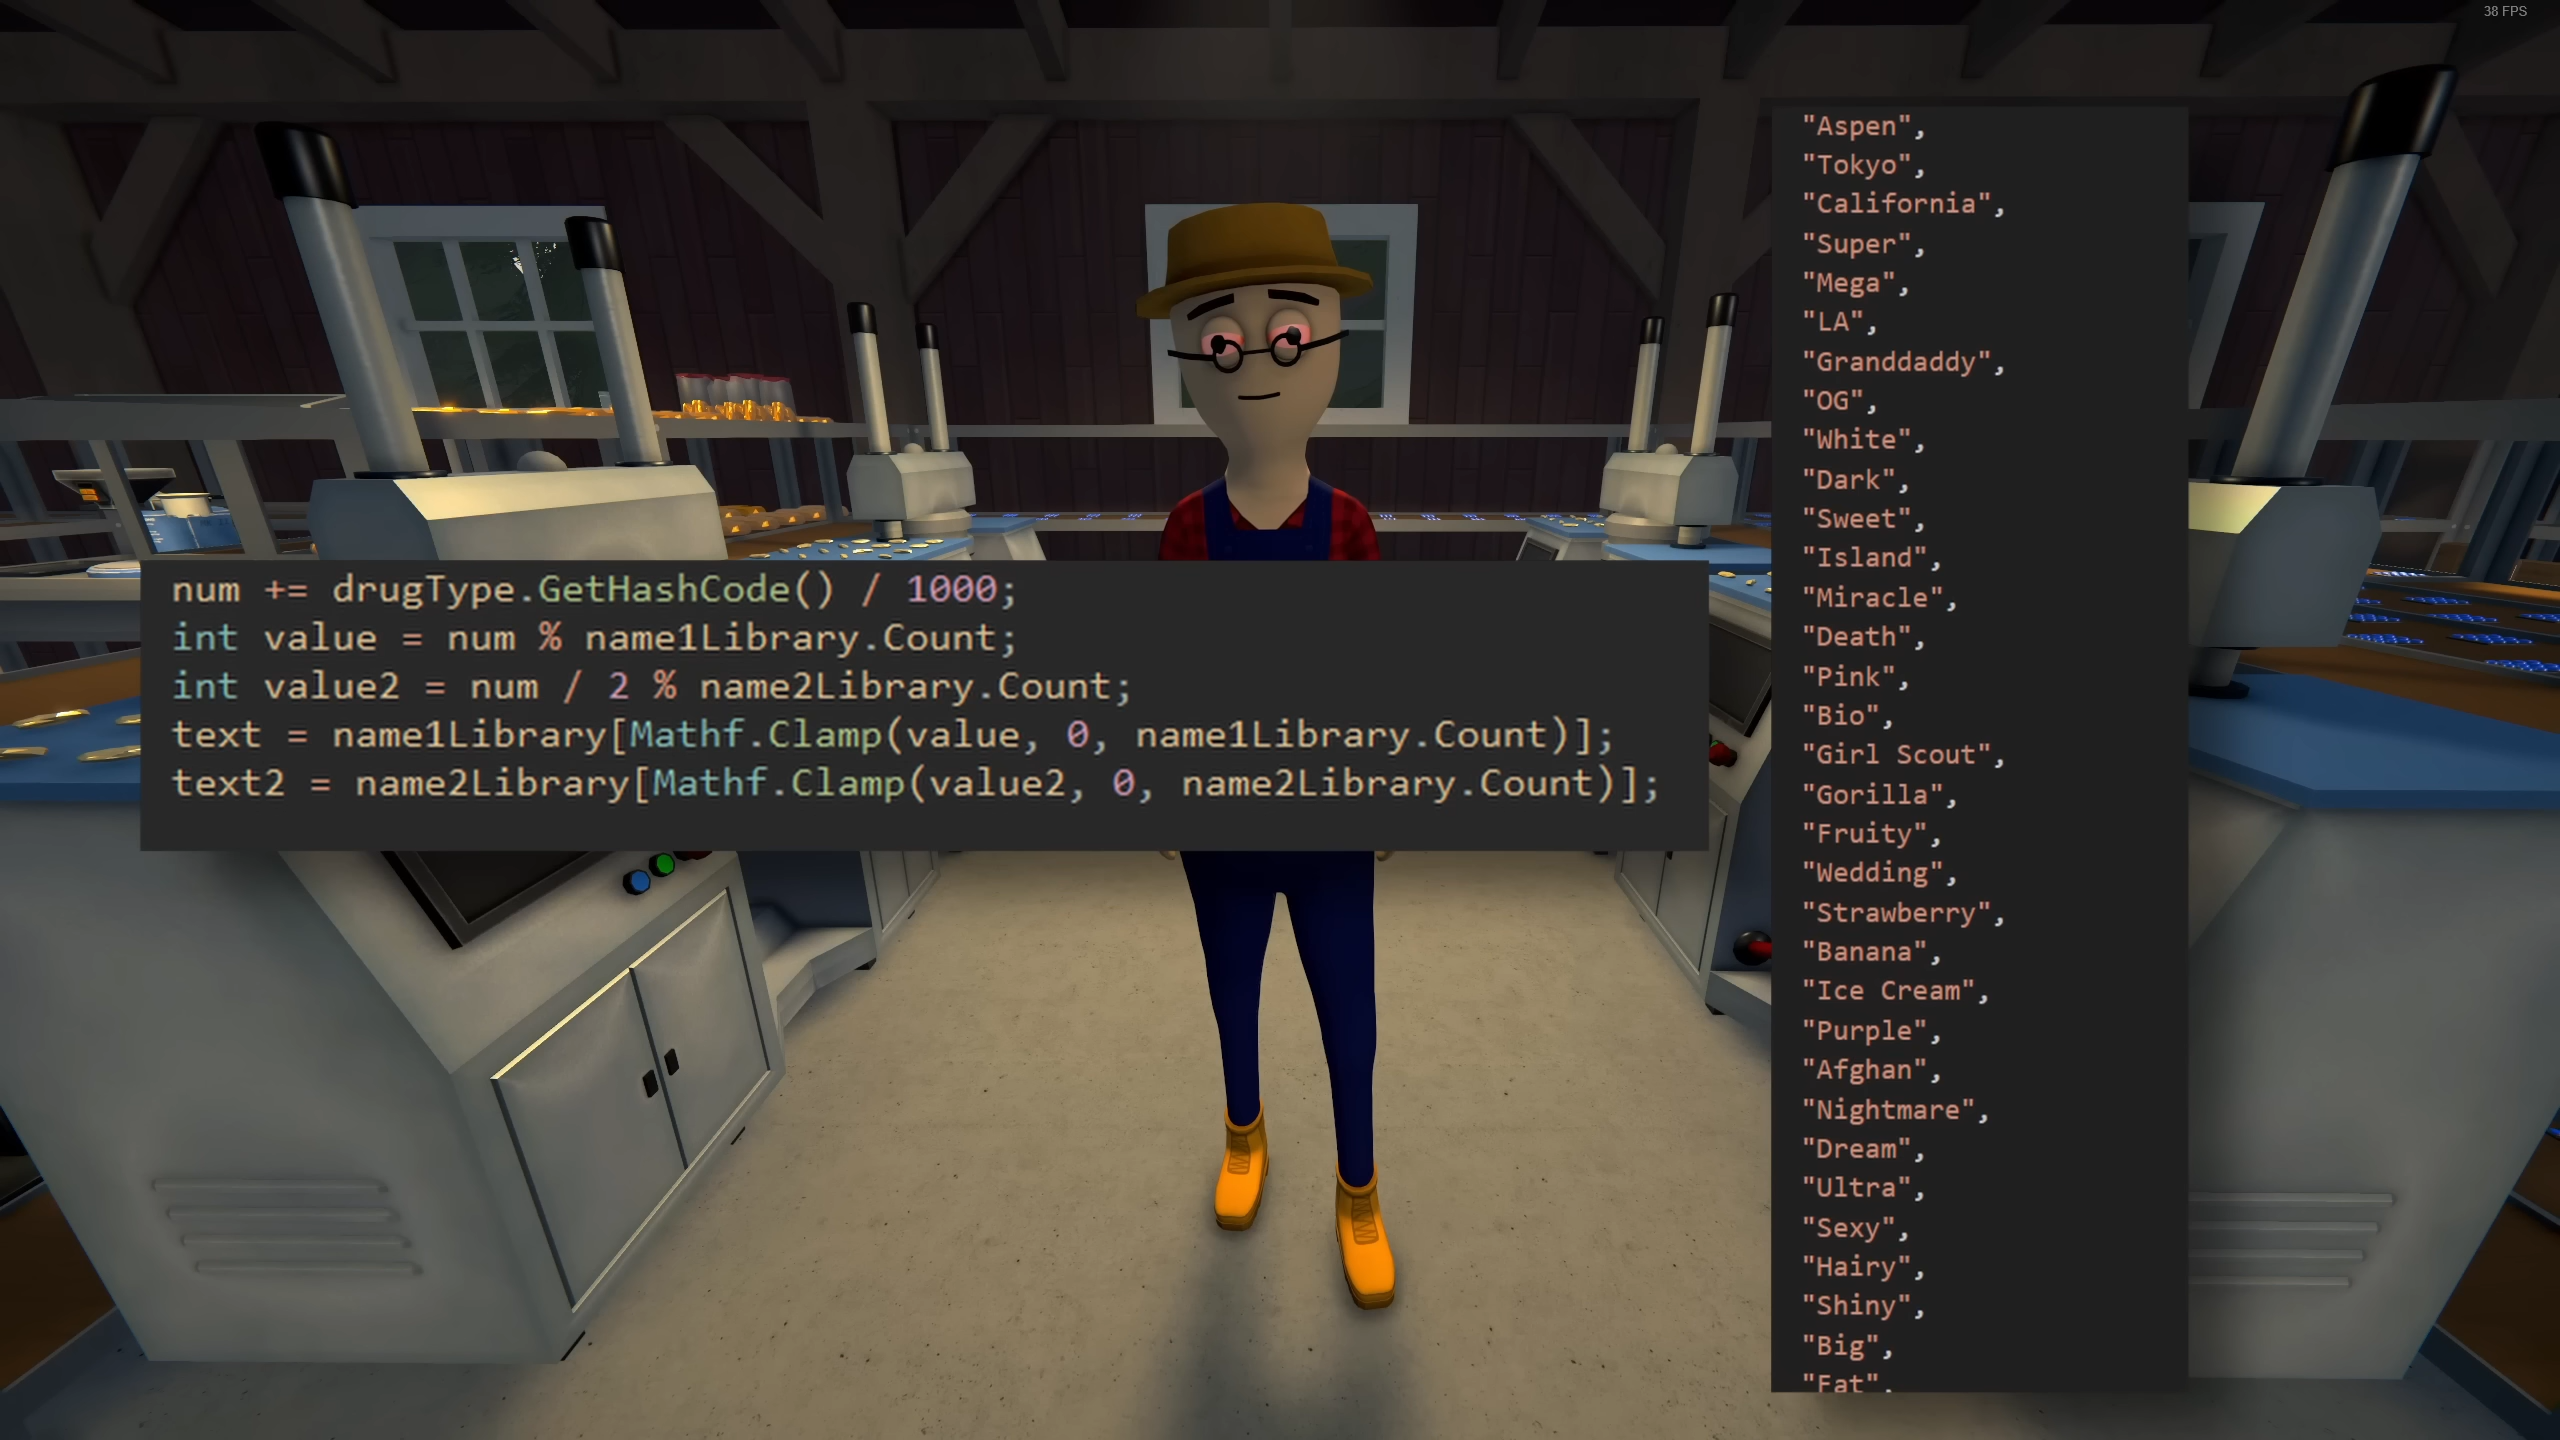 38 FPS
num += drugType.GetHashCode() / 1000;
int value = num % name1Library.Count;
int value2 = num / 2 % name2Library.Count;
text = name1Library[Mathf.Clamp(value, 0, name1Library.Count)];
text2 = name2Library[Mathf.Clamp(value2, 0, name2Library.Count)];
"Aspen",
"Tokyo",
"California",
"Super",
"Mega",
"LA",
"Granddaddy",
"OG",
"White",
"Dark",
"Sweet",
"Island",
"Miracle",
"Death",
"Pink",
"Bio",
"Girl Scout",
"Gorilla",
"Fruity",
"Wedding",
"Strawberry",
"Banana",
"Ice Cream",
"Purple",
"Afghan",
"Nightmare",
"Dream",
"Ultra",
"Sexy",
"Hairy",
"Shiny",
"Big",
"Fat",